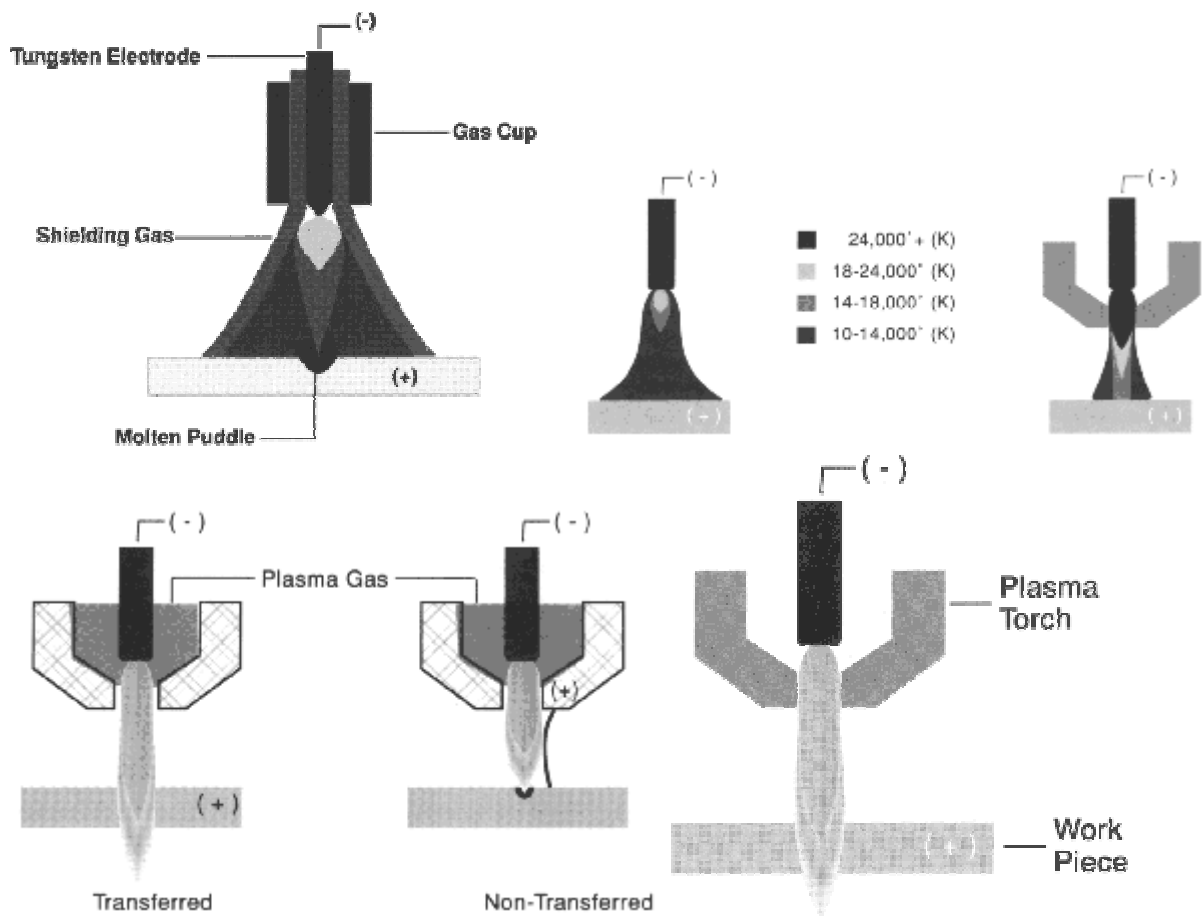 (-)
Tungsten Electrode
Gas Cup
Shielding Gas
(+)
Molten Puddle
(-)
(+)
24,000°+ (K)
18-24,000° (K)
14-18,000° (K)
10-14,000° (K)
(-)
(+)
(-)
Plasma Gas
(+)
Transferred
(-)
(+)
Non-Transferred
(-)
Plasma
Torch
(+)
Work
Piece